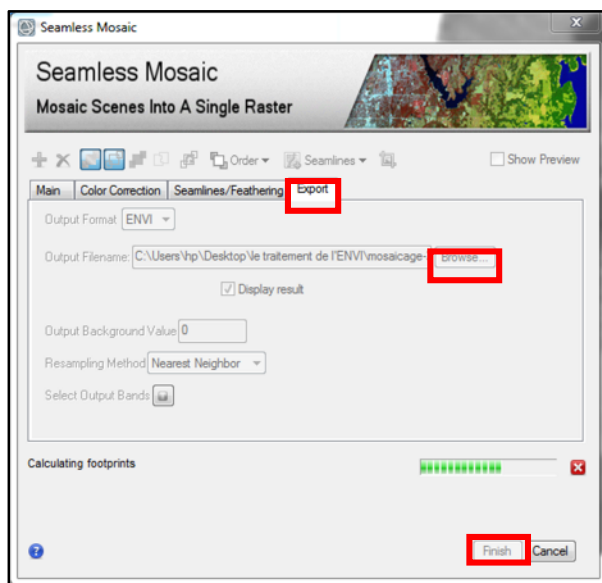 Seamless Mosaic
Seamless Mosaic
Mosaic Scenes Into A Single Raster
Order Seamlines Show Preview
Main Color Correction Seamlines/Feathering Export
Output Format ENVI
Output Filename: C:\Users\hp\Desktop\le traitement de l'ENVI\mosaicage- Browse...
Display result
Output Background Value 0
Resampling Method Nearest Neighbor
Select Output Bands
Calculating footprints
Finish Cancel